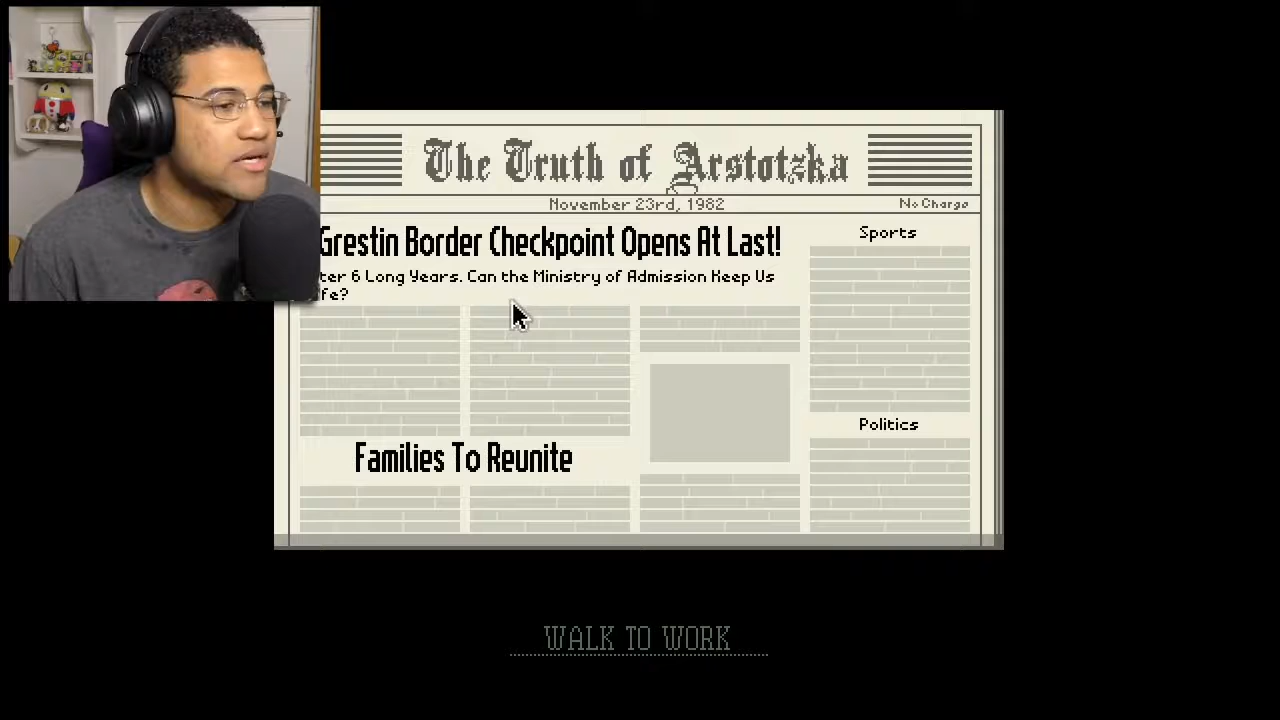 The Truth of Arstotzka
November 23rd, 1982
No Charge
Grestin Border Checkpoint Opens At Last!
6 Long Years. Can the Ministry of Admission Keep Us
Sports
Families To Reunite
Politics
WALK TO WORK